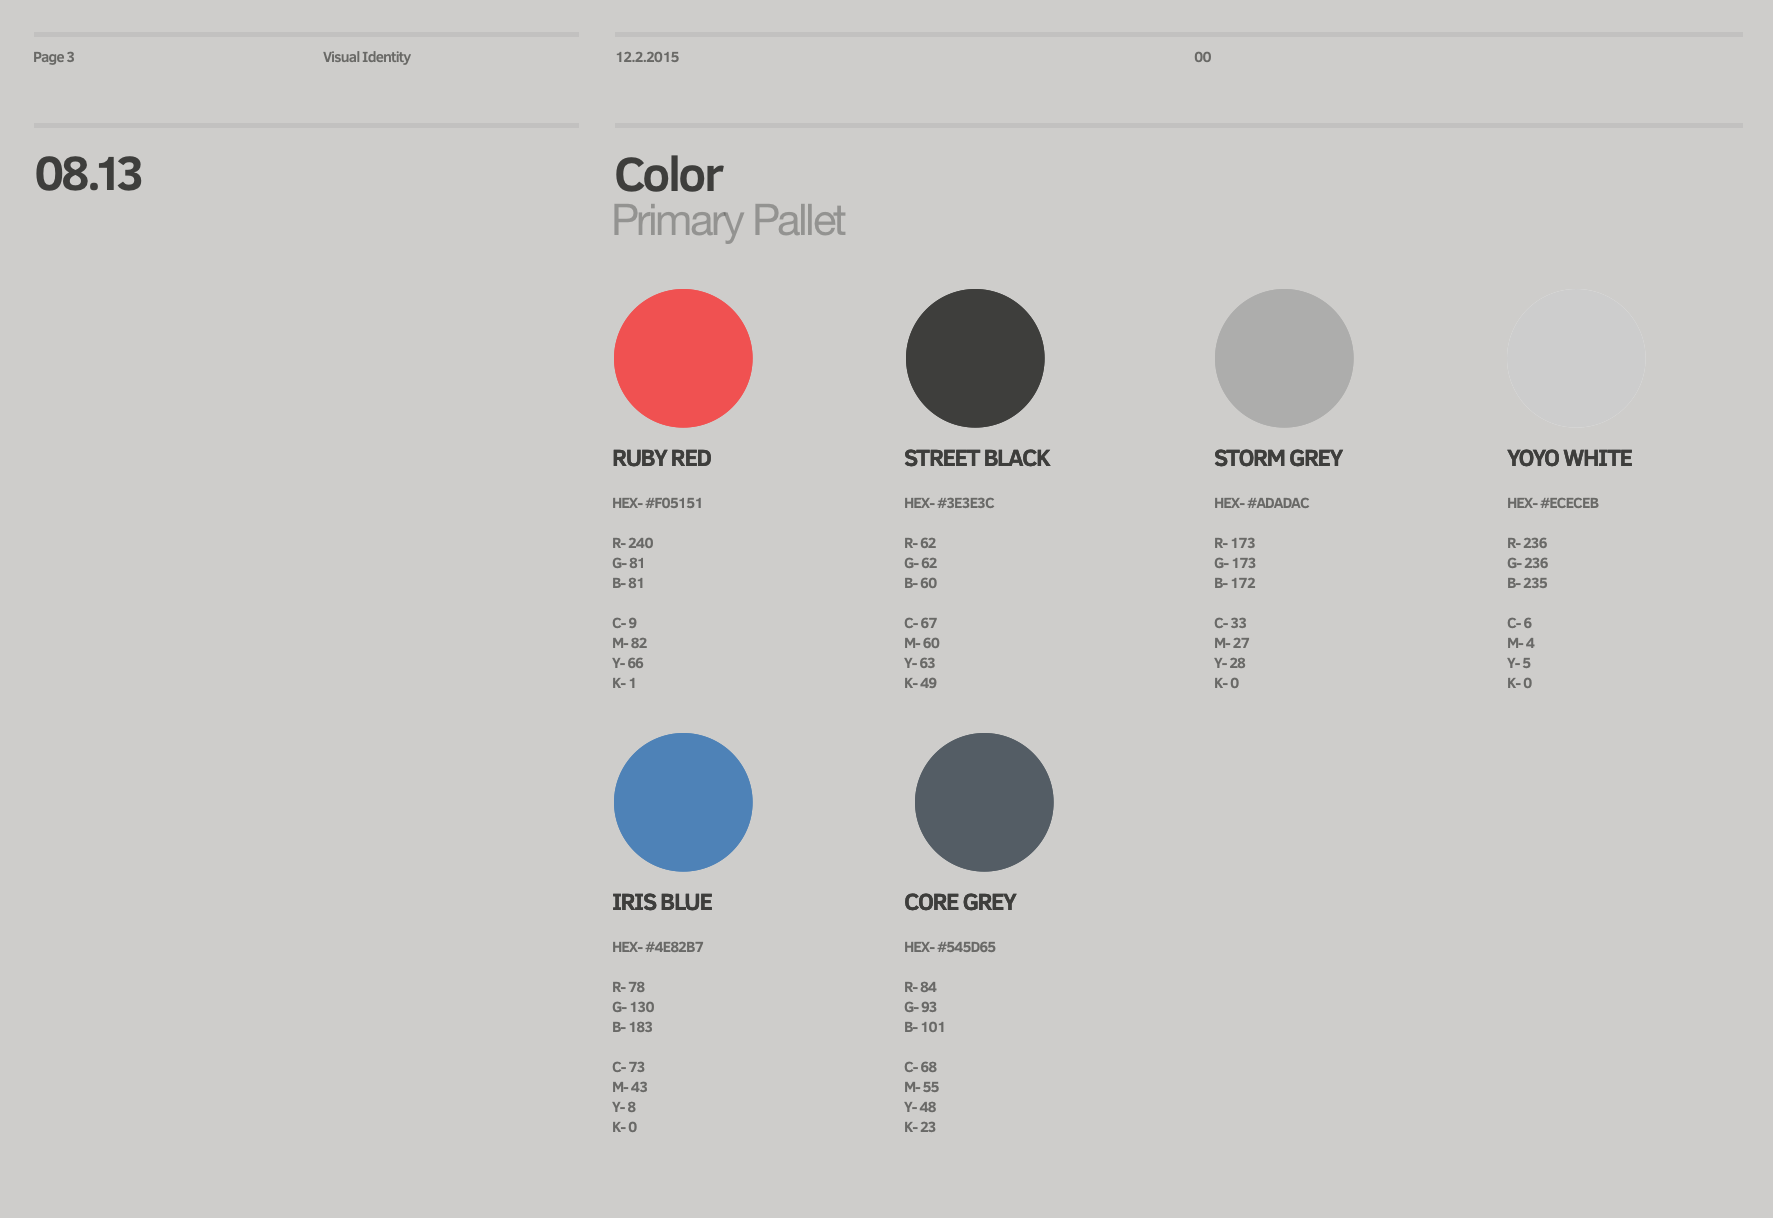 Page 3
Visual Identity
12.2.2015
00
08.13
Color
Primary Pallet
RUBY RED
HEX- #F05151
R- 240
G- 81
B- 81
C- 9
M- 82
Y- 66
K- 1
STREET BLACK
HEX- #3E3E3C
R- 62
G- 62
B- 60
C- 67
M- 60
Y- 63
K- 49
STORM GREY
HEX- #ADADAC
R- 173
G- 173
B- 172
C- 33
M- 27
Y- 28
K- 0
YOYO WHITE
HEX- #ECECEB
R- 236
G- 236
B- 235
C- 6
M- 4
Y- 5
K- 0
IRIS BLUE
HEX- #4E82B7
R- 78
G- 130
B- 183
C- 73
M- 43
Y- 8
K- 0
CORE GREY
HEX- #545D65
R- 84
G- 93
B- 101
C- 68
M- 55
Y- 48
K- 23